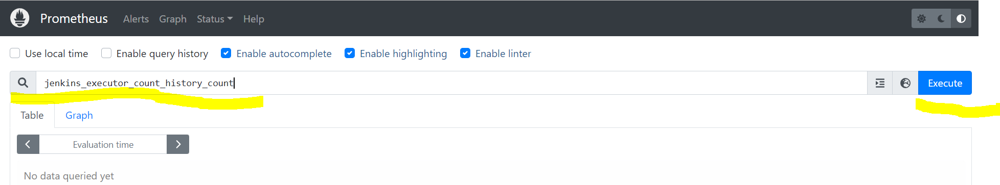 Prometheus Alerts Graph Status Help
Use local time Enable query history Enable autocomplete Enable highlighting Enable linter
jenkins_executor_count_history_count Execute
Table Graph
Evaluation time
No data queried yet